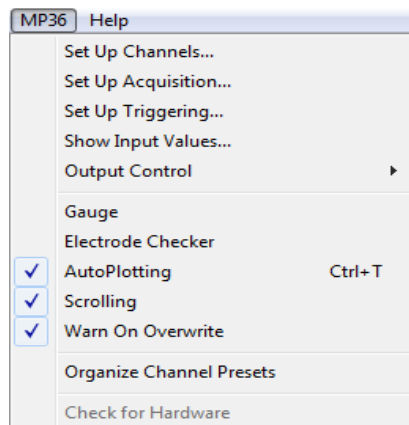 MP36 Help
Set Up Channels...
Set Up Acquisition...
Set Up Triggering...
Show Input Values...
Output Control
Gauge
Electrode Checker
AutoPlotting Ctrl+T
Scrolling
Warn On Overwrite
Organize Channel Presets
Check for Hardware